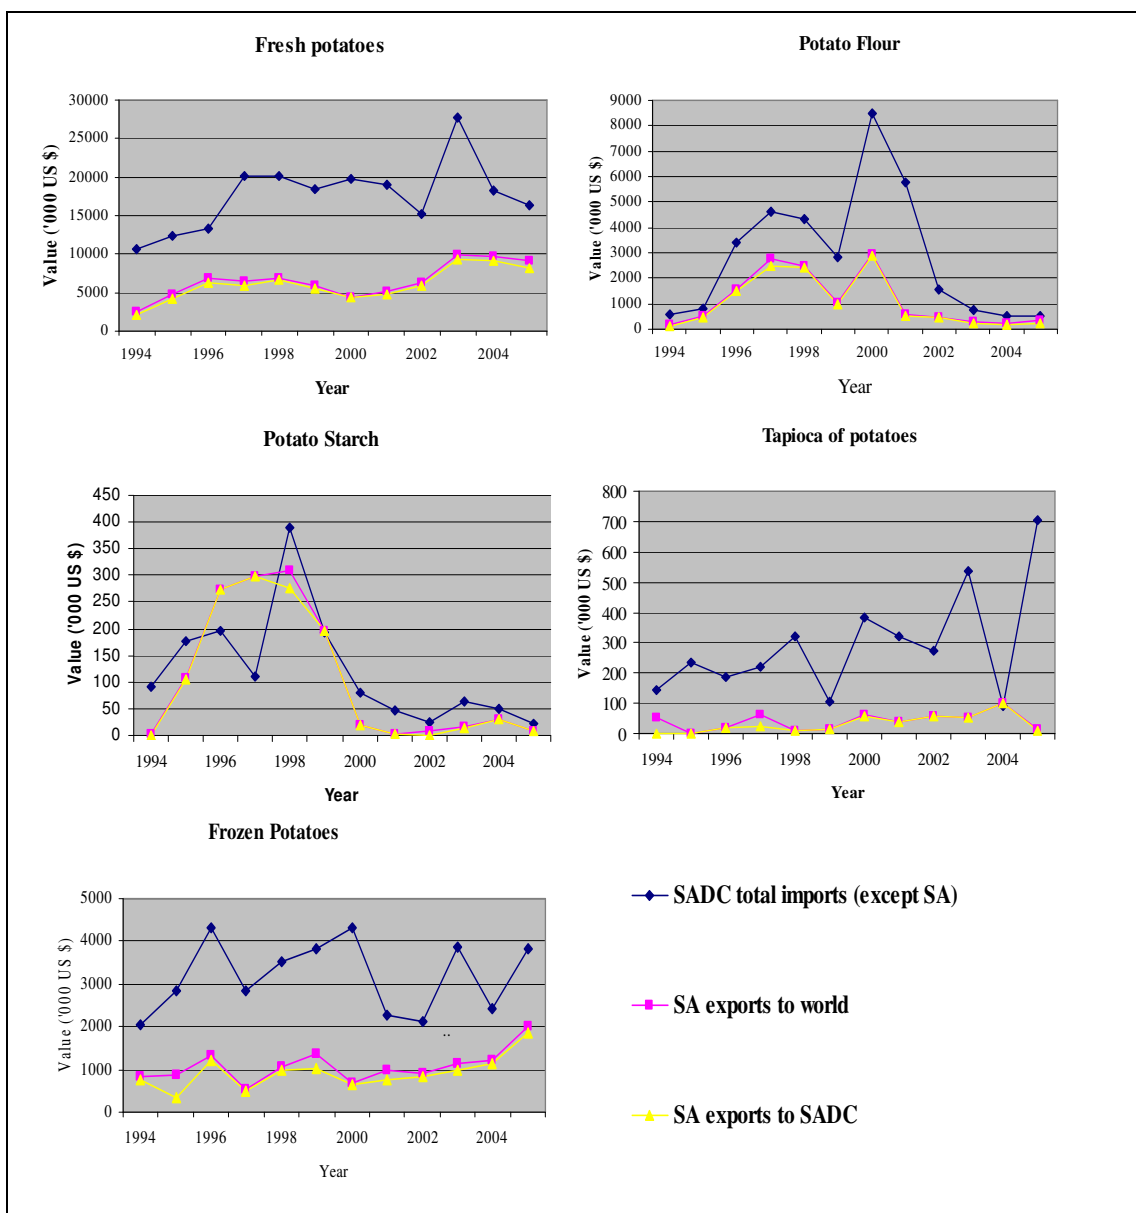 Fresh potatoes
Value ('000 US $)
30000
25000
20000
15000
10000
5000
0
1994 1996 1998 2000 2002 2004
Year
Potato Flour
Value ('000 US $)
9000
8000
7000
6000
5000
4000
3000
2000
1000
0
1994 1996 1998 2000 2002 2004
Year
Potato Starch
Value ('000 US $)
450
400
350
300
250
200
150
100
50
0
1994 1996 1998 2000 2002 2004
Year
Tapioca of potatoes
Value ('000 US $)
800
700
600
500
400
300
200
100
0
1994 1996 1998 2000 2002 2004
Year
Frozen Potatoes
Value ('000 US $)
5000
4000
3000
2000
1000
0
1994 1996 1998 2000 2002 2004
Year
..
SADC total imports (except SA)
SA exports to world
SA exports to SADC